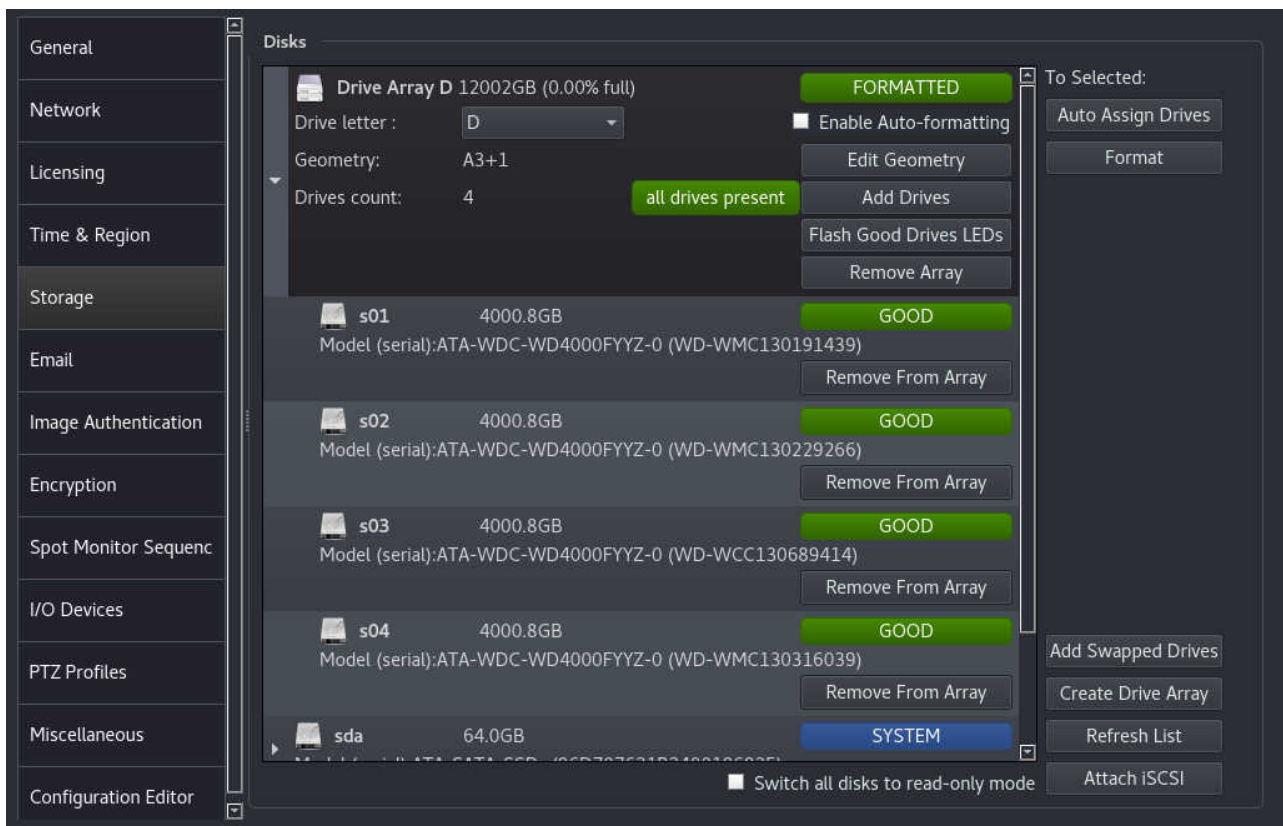 General
Network
Licensing
Time & Region
Storage
Email
Image Authentication
Encryption
Spot Monitor Sequenc
I/O Devices
PTZ Profiles
Miscellaneous
Configuration Editor
Disks
Drive Array D 12002GB (0.00% full) FORMATTED
Drive letter : D Enable Auto-formatting
Geometry: A3+1 Edit Geometry
Drives count: 4 all drives present Add Drives
Flash Good Drives LEDs
Remove Array
s01 4000.8GB GOOD
Model (serial):ATA-WDC-WD4000FYYZ-0 (WD-WMC130191439)
Remove From Array
s02 4000.8GB GOOD
Model (serial):ATA-WDC-WD4000FYYZ-0 (WD-WMC130229266)
Remove From Array
s03 4000.8GB GOOD
Model (serial):ATA-WDC-WD4000FYYZ-0 (WD-WCC130689414)
Remove From Array
s04 4000.8GB GOOD
Model (serial):ATA-WDC-WD4000FYYZ-0 (WD-WMC130316039)
Remove From Array
sda 64.0GB SYSTEM
Switch all disks to read-only mode
To Selected:
Auto Assign Drives
Format
Add Swapped Drives
Create Drive Array
Refresh List
Attach iSCSI